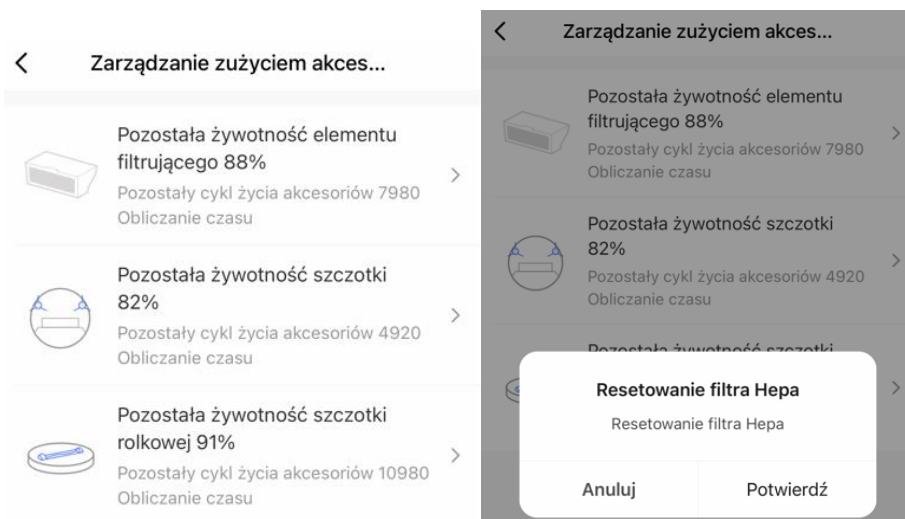 Zarządzanie zużyciem akces...
Pozostała żywotność elementu
filtrującego 88%
Pozostały cykl życia akcesoriów 7980
Obliczanie czasu
Pozostała żywotność szczotki
82%
Pozostały cykl życia akcesoriów 4920
Obliczanie czasu
Pozostała żywotność szczotki
rolkowej 91%
Pozostały cykl życia akcesoriów 10980
Obliczanie czasu
Zarządzanie zużyciem akces...
Pozostała żywotność elementu
filtrującego 88%
Pozostały cykl życia akcesoriów 7980
Obliczanie czasu
Pozostała żywotność szczotki
82%
Pozostały cykl życia akcesoriów 4920
Obliczanie czasu
Pozostała żywotność szczotki
Resetowanie filtra Hepa
Resetowanie filtra Hepa
Anuluj
Potwierdź